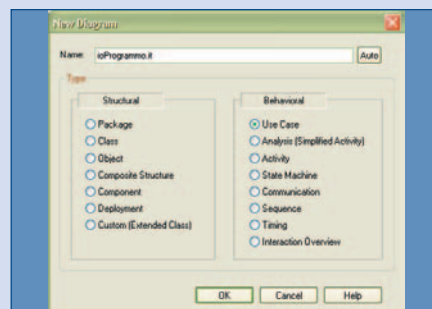 New Diagram
Name: ioProgrammo.it Auto
Type
Structural
Package
Class
Object
Composite Structure
Component
Deployment
Custom (Extended Class)
Behavioral
Use Case
Analysis (Simplified Activity)
Activity
State Machine
Communication
Sequence
Timing
Interaction Overview
OK Cancel Help